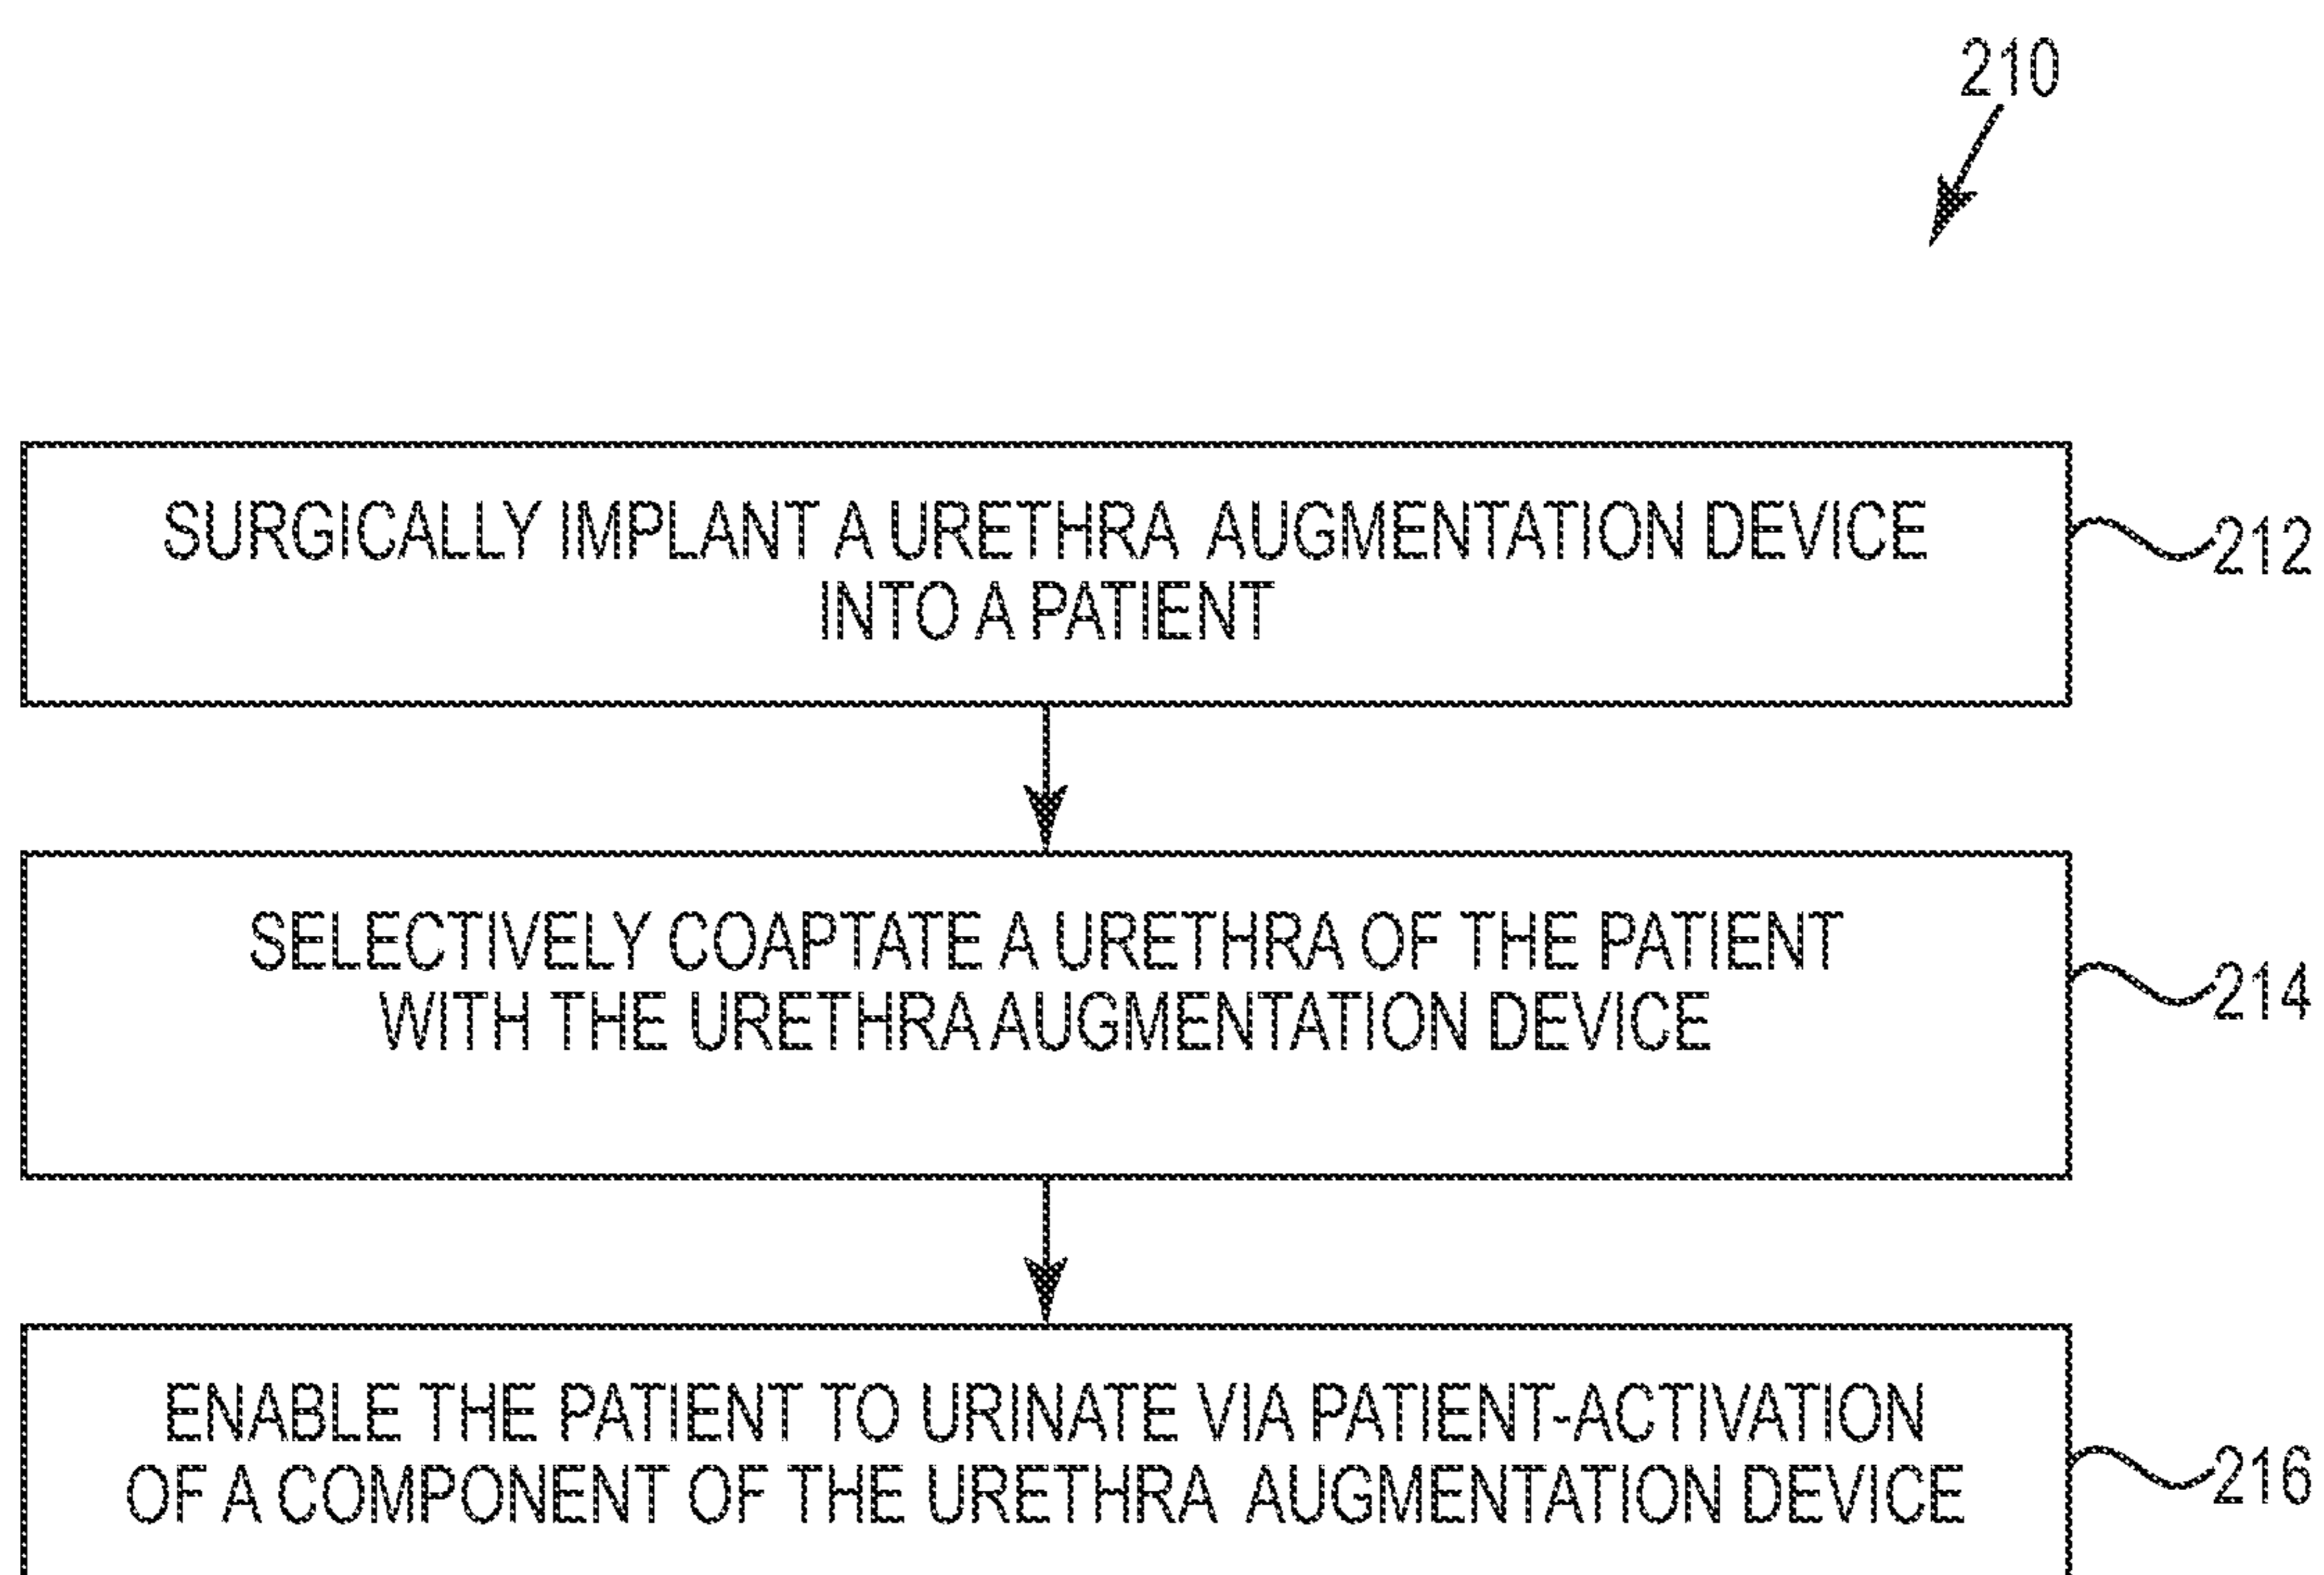 210
SURGICALLY IMPLANT A URETHRA AUGMENTATION DEVICE
INTO A PATIENT
212
SELECTIVELY COAPTATE A URETHRA OF THE PATIENT
WITH THE URETHRA AUGMENTATION DEVICE
214
ENABLE THE PATIENT TO URINATE VIA PATIENT-ACTIVATION
OF A COMPONENT OF THE URETHRA AUGMENTATION DEVICE
216